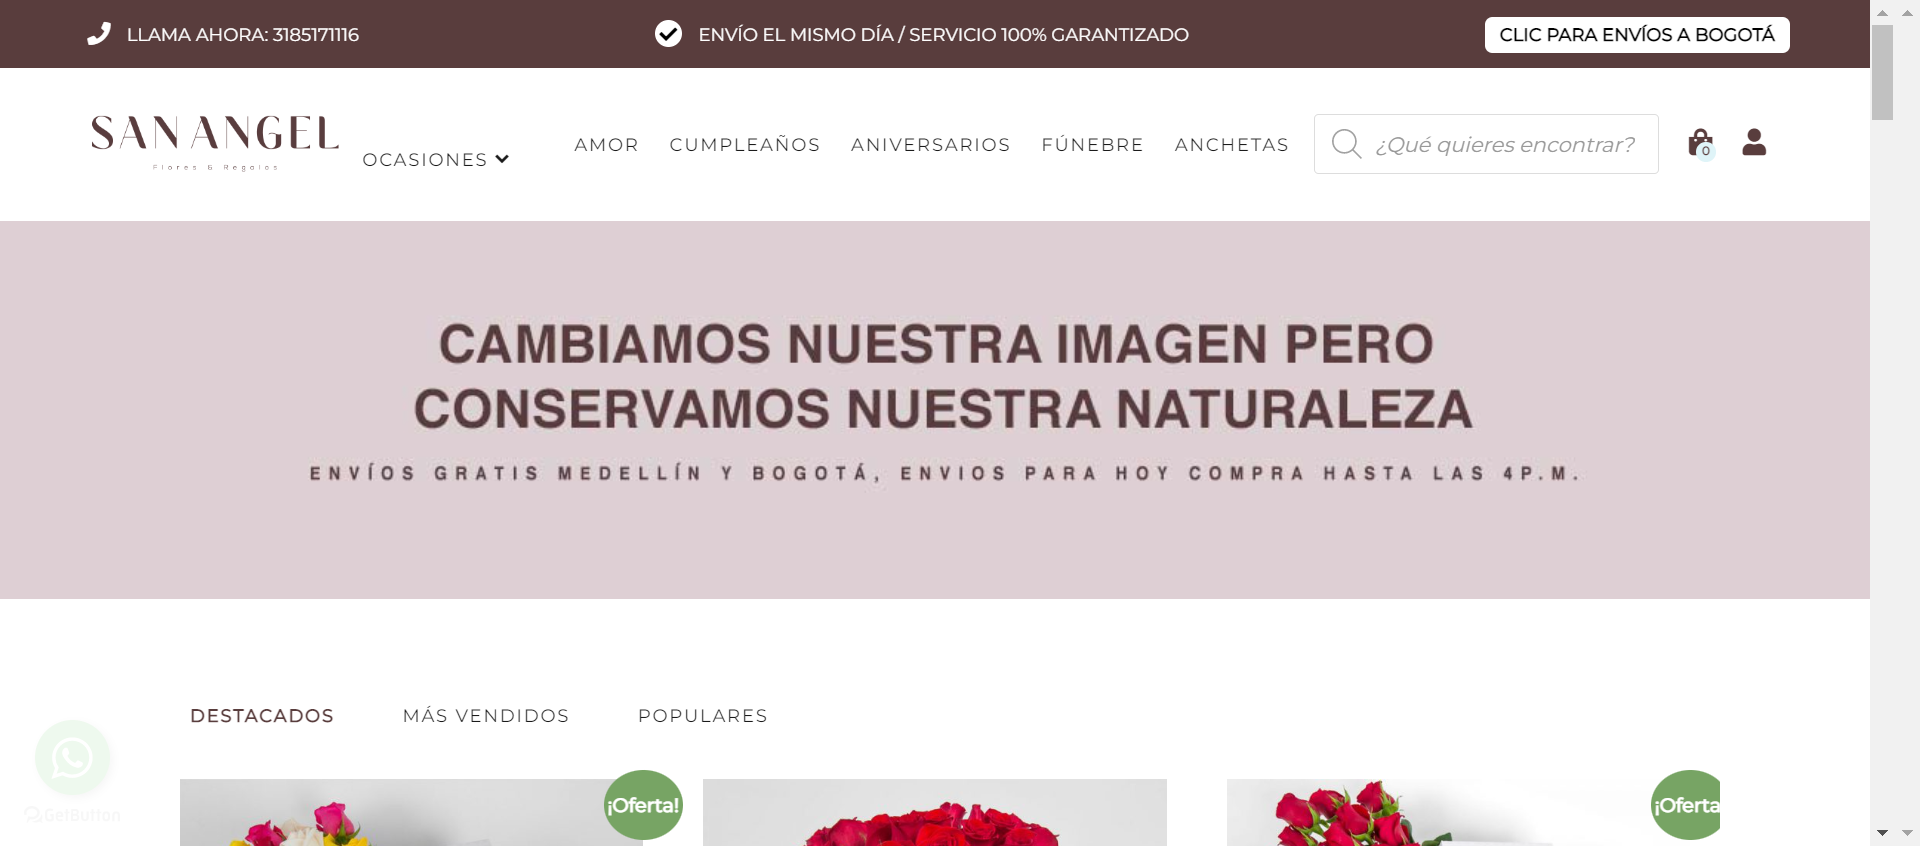 LLAMA AHORA: 3185171116
ENVÍO EL MISMO DÍA / SERVICIO 100% GARANTIZADO
CLIC PARA ENVÍOS A BOGOTÁ
SAN ANGEL
Flores & Regalos
OCASIONES
AMOR
CUMPLEAÑOS
ANIVERSARIOS
FÚNEBRE
ANCHETAS
¿Qué quieres encontrar?
0
CAMBIAMOS NUESTRA IMAGEN PERO
CONSERVAMOS NUESTRA NATURALEZA
ENVÍOS GRATIS MEDELLÍN Y BOGOTÁ, ENVIOS PARA HOY COMPRA HASTA LAS 4P.M.
DESTACADOS
MÁS VENDIDOS
POPULARES
¡Oferta!
¡Oferta
GetButton